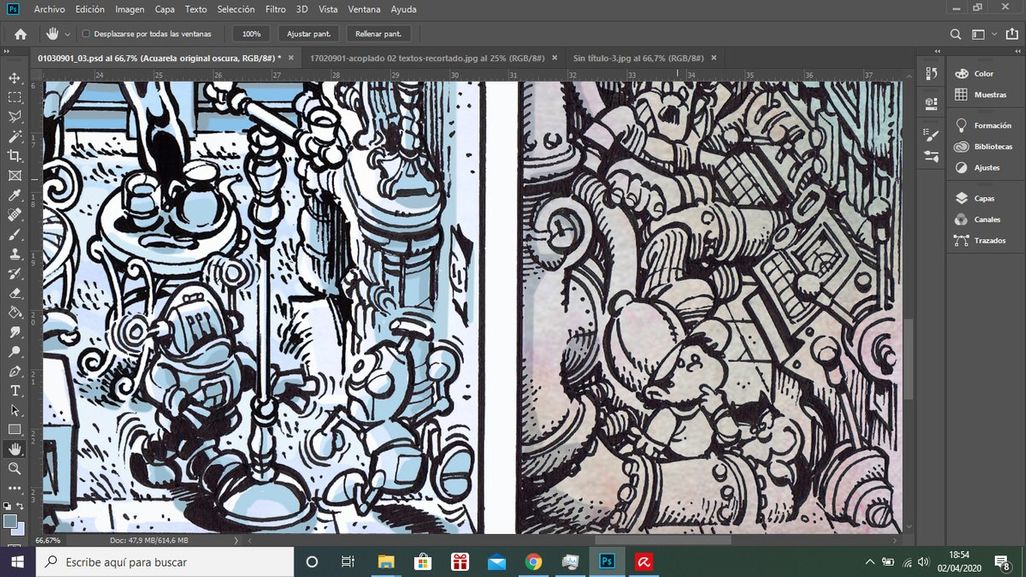 Ps Archivo Edición Imagen Capa Texto Selección Filtro 3D Vista Ventana Ayuda
Desplazarse por todas las ventanas 100% Ajustar pant. Rellenar pant.
01030901_03.psd al 66,7% (Acuarela original oscura, RGB/8#) * × 17020901-acoplado 02 textos-recortado.jpg al 25% (RGB/8#) × Sin título-3.jpg al 66,7% (RGB/8#) ×
24 25 26 27 28 29 30 31 32 33 34 35 36 37
Color
Muestras
Formación
Bibliotecas
Ajustes
Capas
Canales
Trazados
66,67% Doc: 47,9 MB/614,6 MB
Escribe aquí para buscar
Ps
18:54
02/04/2020
8